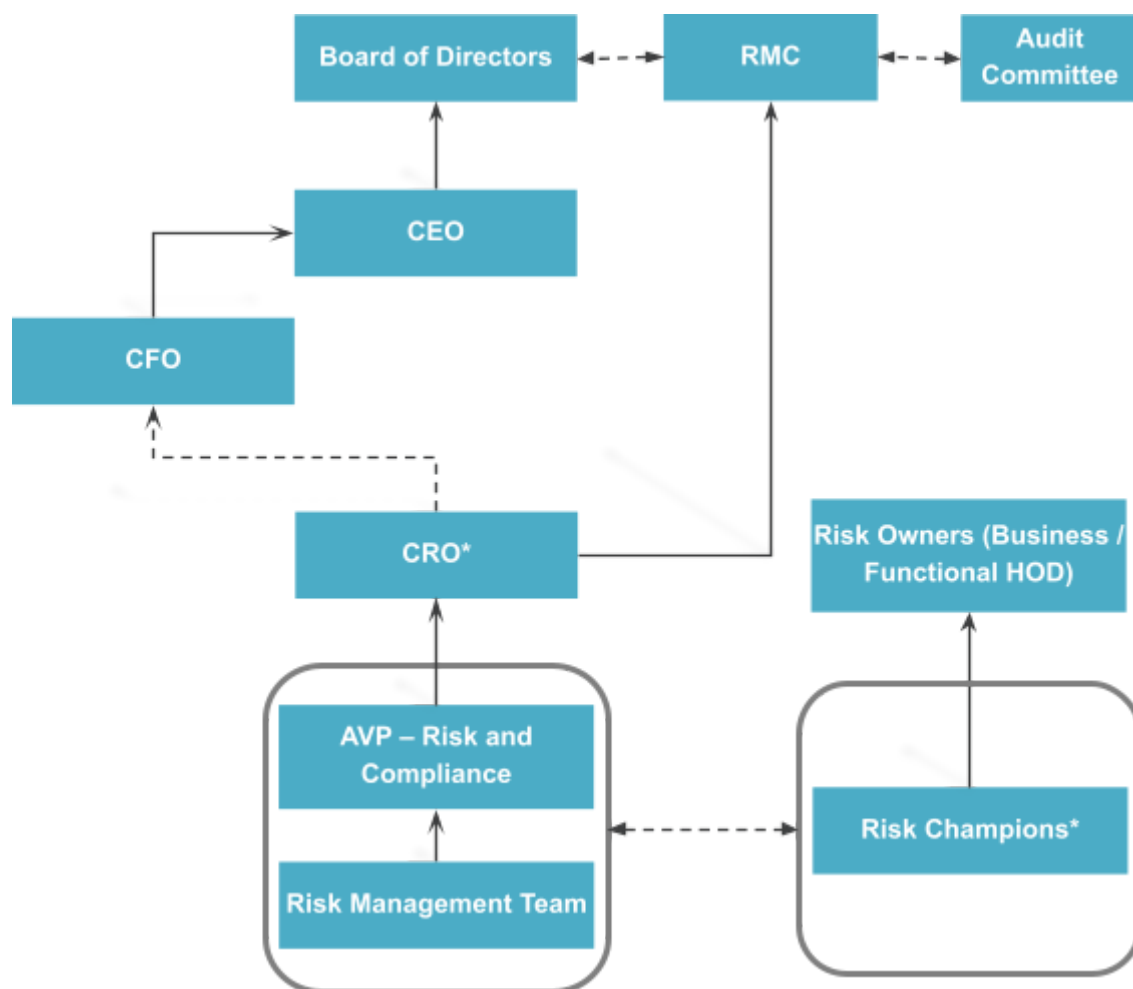 Board of Directors
RMC
Audit
Committee
CEO
CFO
CRO*
Risk Owners (Business /
Functional HOD)
AVP – Risk and
Compliance
Risk Champions*
Risk Management Team